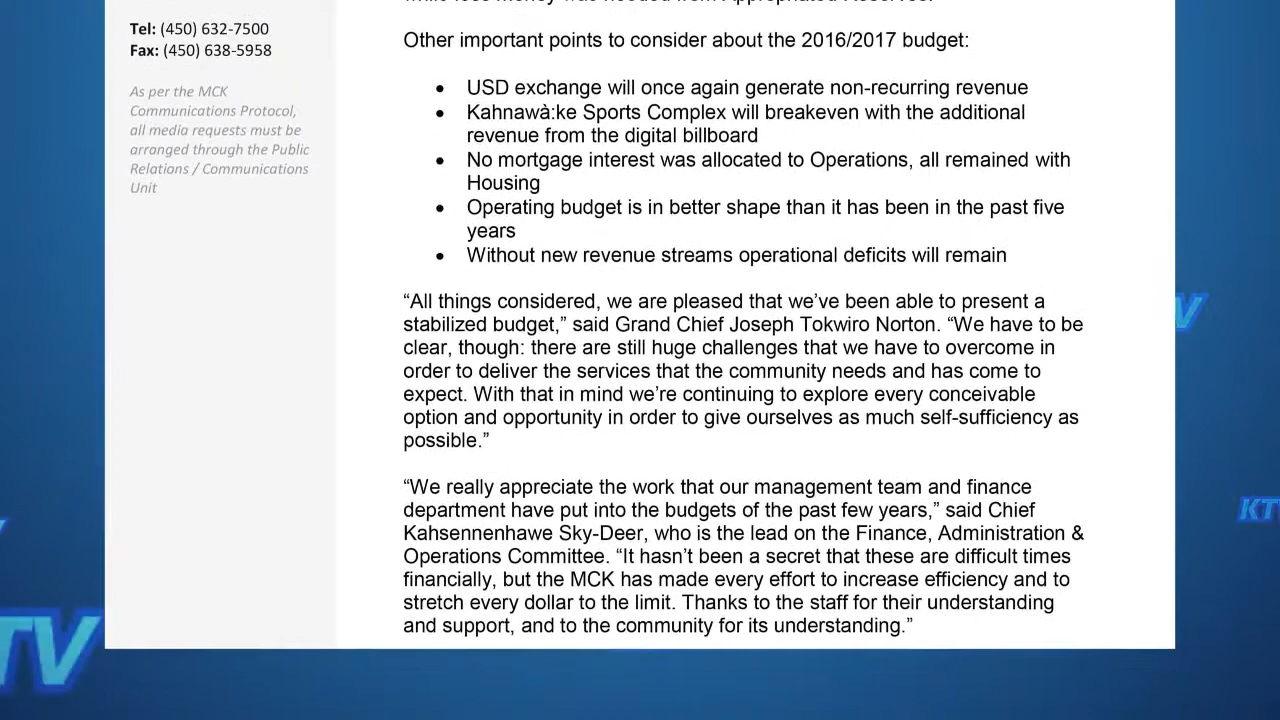 Tel: (450) 632-7500
Fax: (450) 638-5958
As per the MCK
Communications Protocol,
all media requests must be
arranged through the Public
Relations / Communications
Unit
Other important points to consider about the 2016/2017 budget:
• USD exchange will once again generate non-recurring revenue
• Kahnawà:ke Sports Complex will breakeven with the additional
revenue from the digital billboard
• No mortgage interest was allocated to Operations, all remained with
Housing
• Operating budget is in better shape than it has been in the past five
years
• Without new revenue streams operational deficits will remain
“All things considered, we are pleased that we’ve been able to present a
stabilized budget,” said Grand Chief Joseph Tokwiro Norton. “We have to be
clear, though: there are still huge challenges that we have to overcome in
order to deliver the services that the community needs and has come to
expect. With that in mind we’re continuing to explore every conceivable
option and opportunity in order to give ourselves as much self-sufficiency as
possible.”
“We really appreciate the work that our management team and finance
department have put into the budgets of the past few years,” said Chief
Kahsennenhawe Sky-Deer, who is the lead on the Finance, Administration &
Operations Committee. “It hasn’t been a secret that these are difficult times
financially, but the MCK has made every effort to increase efficiency and to
stretch every dollar to the limit. Thanks to the staff for their understanding
and support, and to the community for its understanding.”
V
KT
TV